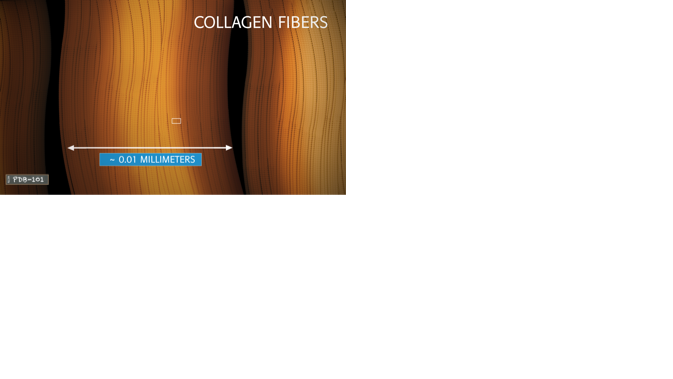 COLLAGEN FIBERS
~ 0.01 MILLIMETERS
PDB-101